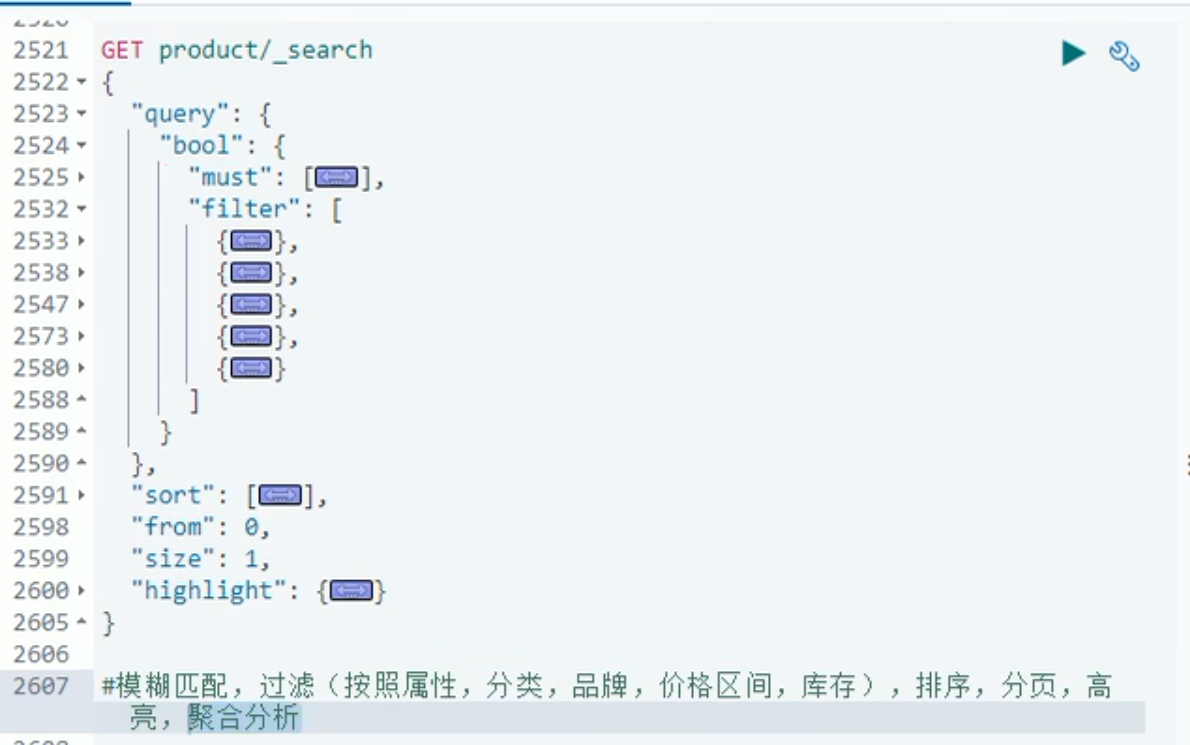 2521 GET product/_search
2522 {
2523 "query": {
2524 "bool": {
2525 "must": [],
2532 "filter": [
2533 {},
2538 {},
2547 {},
2573 {},
2580 {}
2588 ]
2589 }
2590 },
2591 "sort": [],
2598 "from": 0,
2599 "size": 1,
2600 "highlight": {}
2605 }
2606
2607 #模糊匹配，过滤（按照属性，分类，品牌，价格区间，库存），排序，分页，高
亮，聚合分析